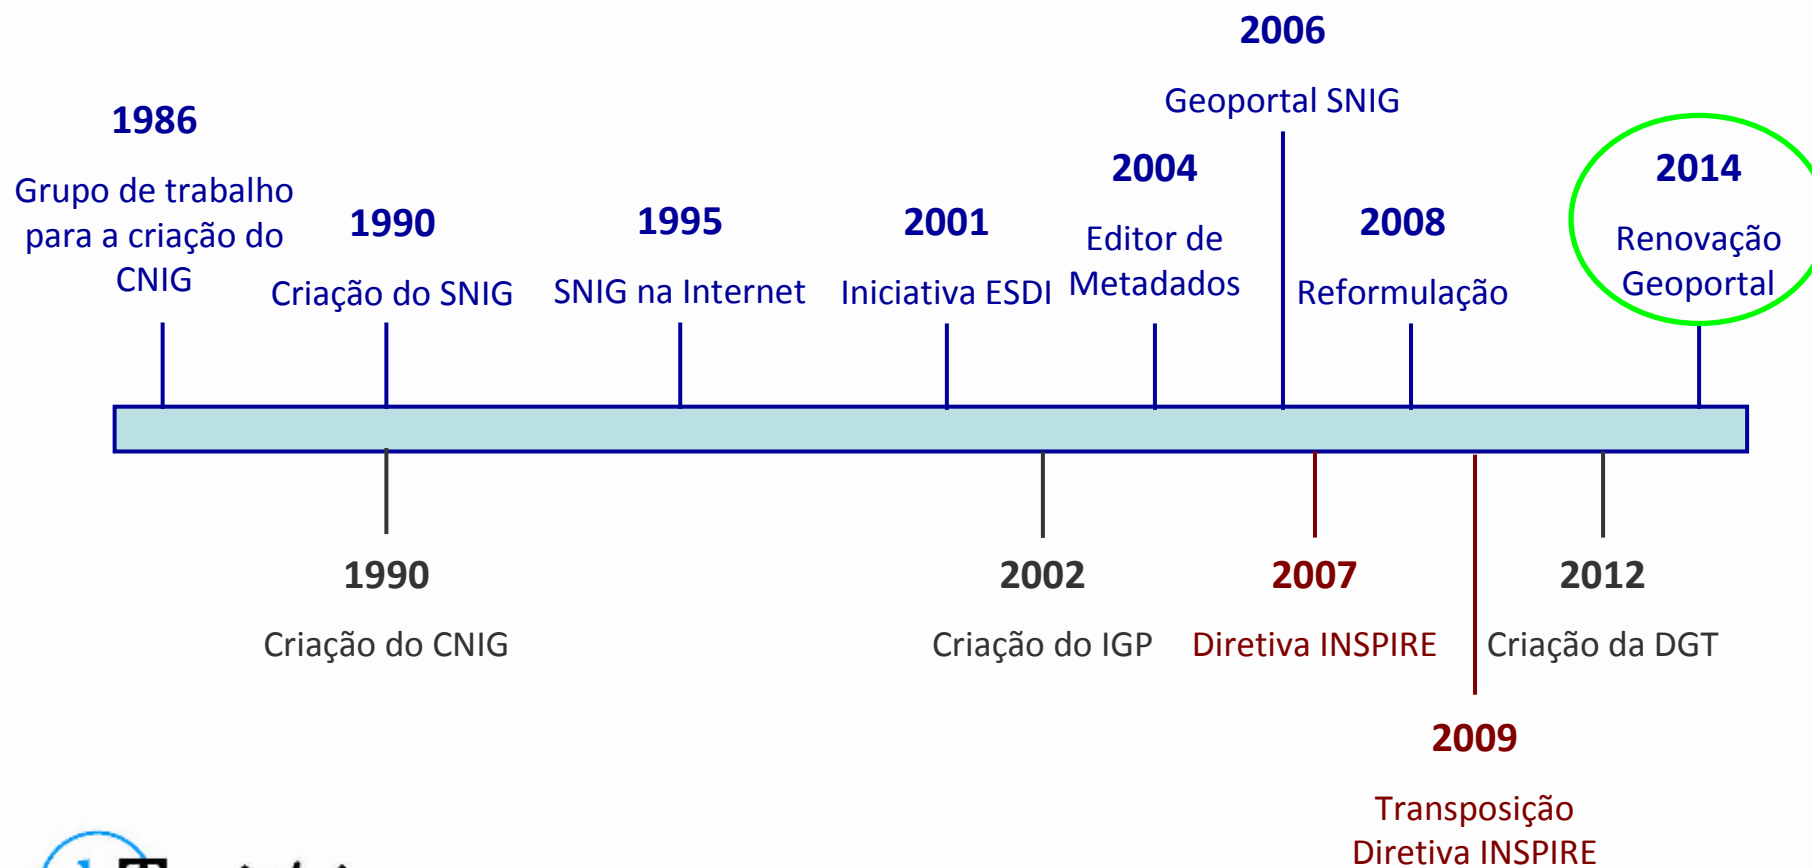 1986
Grupo de trabalho
para a criação do
CNIG
1990
Criação do SNIG
1995
SNIG na Internet
2001
Iniciativa ESDI
2004
Editor de
Metadados
2006
Geoportal SNIG
2008
Reformulação
2014
Renovação
Geoportal
1990
Criação do CNIG
2002
Criação do IGP
2007
Diretiva INSPIRE
2009
Transposição
Diretiva INSPIRE
2012
Criação da DGT